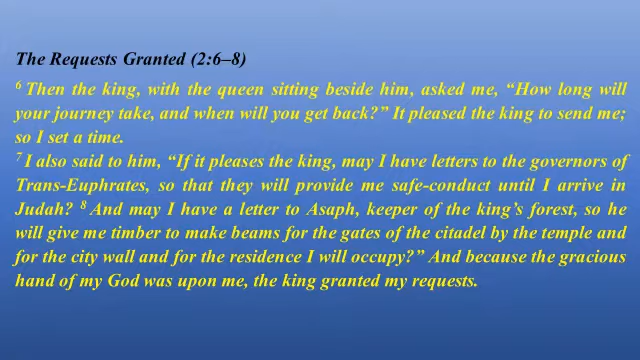 The Requests Granted (2:6–8)
6 Then the king, with the queen sitting beside him, asked me, “How long will
your journey take, and when will you get back?” It pleased the king to send me;
so I set a time.
7 I also said to him, “If it pleases the king, may I have letters to the governors of
Trans-Euphrates, so that they will provide me safe-conduct until I arrive in
Judah? 8 And may I have a letter to Asaph, keeper of the king’s forest, so he
will give me timber to make beams for the gates of the citadel by the temple and
for the city wall and for the residence I will occupy?” And because the gracious
hand of my God was upon me, the king granted my requests.